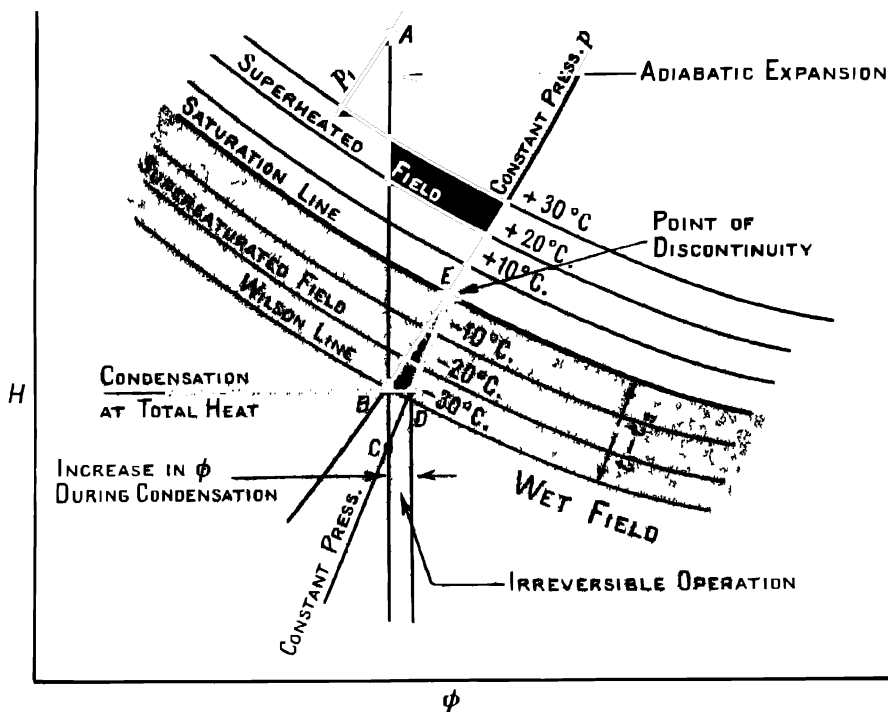 A
P₁
CONSTANT PRESS. p
ADIABATIC EXPANSION
SUPERHEATED
FIELD
SATURATION LINE
SUPERSATURATED FIELD
WILSON LINE
+30°C
+20°C.
+10°C.
POINT OF
DISCONTINUITY
E
-10°C.
-20°C.
-30°C.
CONDENSATION
AT TOTAL HEAT
H
B
D
C
INCREASE IN ϕ
DURING CONDENSATION
WET FIELD
CONSTANT PRESS.
IRREVERSIBLE OPERATION
ϕ